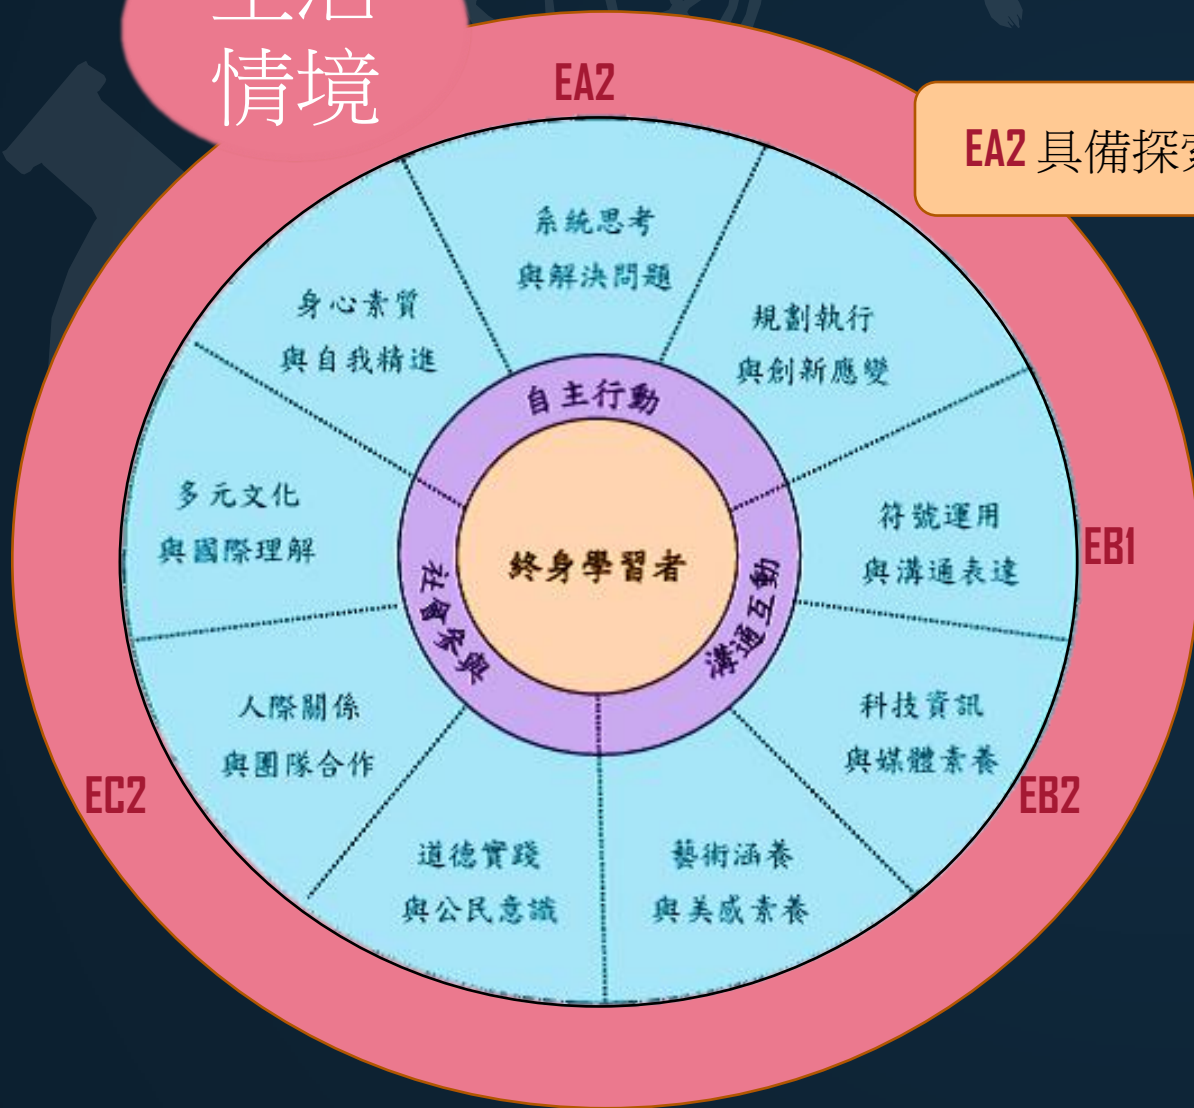 情境
EA2
EA2 具備探
系統思考
與解決問題
身心素質
與自我精進
規劃執行
與創新應變
自主行動
多元文化
與國際理解
符號運用
與溝通表達
EB1
終身學習者
社會參與
溝通互動
人際關係
與團隊合作
科技資訊
與媒體素養
EC2
EB2
道德實踐
與公民意識
藝術涵養
與美感素養